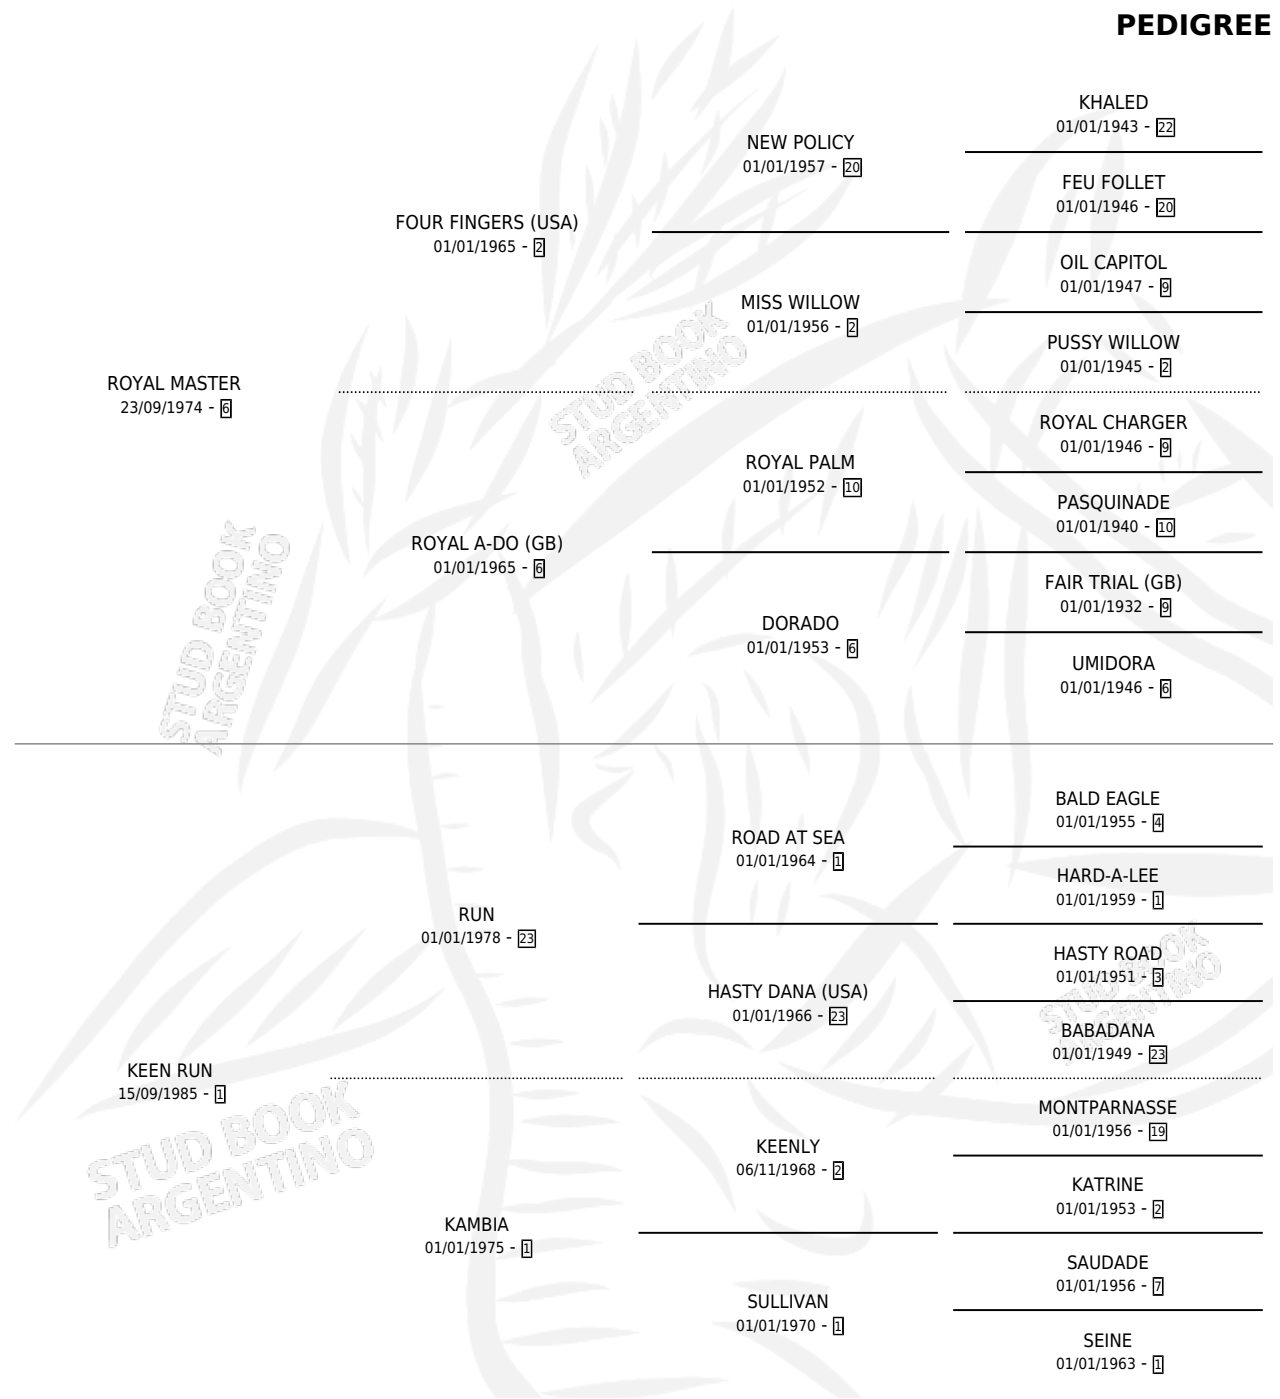 PEDIGREE
KHALED
01/01/1943 - 22
NEW POLICY
01/01/1957 - 20
FEU FOLLET
01/01/1946 - 20
FOUR FINGERS (USA)
01/01/1965 - 2
OIL CAPITOL
01/01/1947 - 9
MISS WILLOW
01/01/1956 - 2
PUSSY WILLOW
01/01/1945 - 2
ROYAL MASTER
23/09/1974 - 6
ROYAL CHARGER
01/01/1946 - 9
ROYAL PALM
01/01/1952 - 10
PASQUINADE
01/01/1940 - 10
ROYAL A-DO (GB)
01/01/1965 - 6
FAIR TRIAL (GB)
01/01/1932 - 9
DORADO
01/01/1953 - 6
UMIDORA
01/01/1946 - 6
BALD EAGLE
01/01/1955 - 4
ROAD AT SEA
01/01/1964 - 1
HARD-A-LEE
01/01/1959 - 1
RUN
01/01/1978 - 23
HASTY ROAD
01/01/1951 - 3
HASTY DANA (USA)
01/01/1966 - 23
BABADANA
01/01/1949 - 23
KEEN RUN
15/09/1985 - 1
MONTPARNASSE
01/01/1956 - 19
KEENLY
06/11/1968 - 2
KATRINE
01/01/1953 - 2
KAMBIA
01/01/1975 - 1
SAUDADE
01/01/1956 - 7
SULLIVAN
01/01/1970 - 1
SEINE
01/01/1963 - 1
STUD BOOK
ARGENTINO
STUD BOOK
ARGENTINO
STUD BOOK
ARGENTINO
STUD BOOK
ARGENTINO